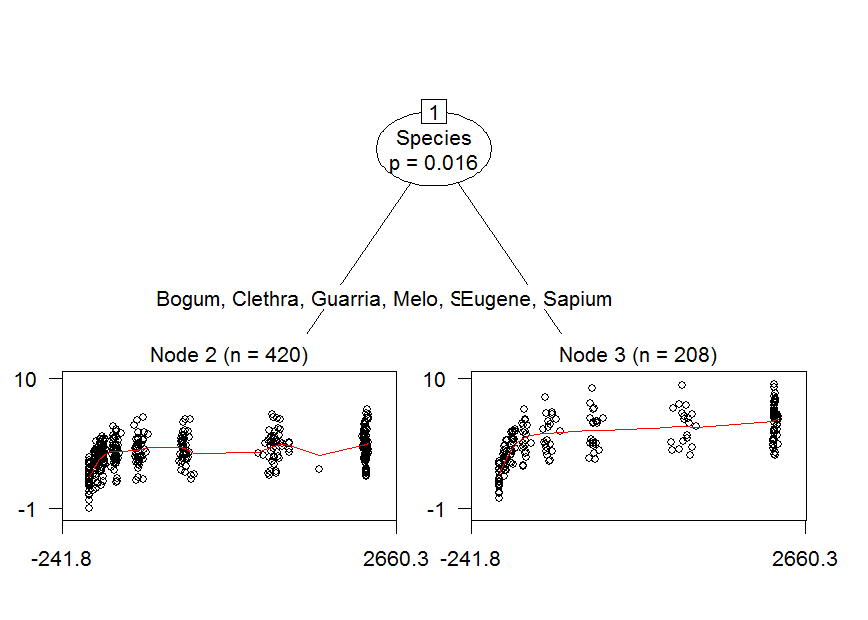 1
Species
p = 0.016
Bogum, Clethra, Guarria, Melo, S
Eugene, Sapium
Node 2 (n = 420)
Node 3 (n = 208)
10
-1
-241.8
2660.3
10
-1
-241.8
2660.3